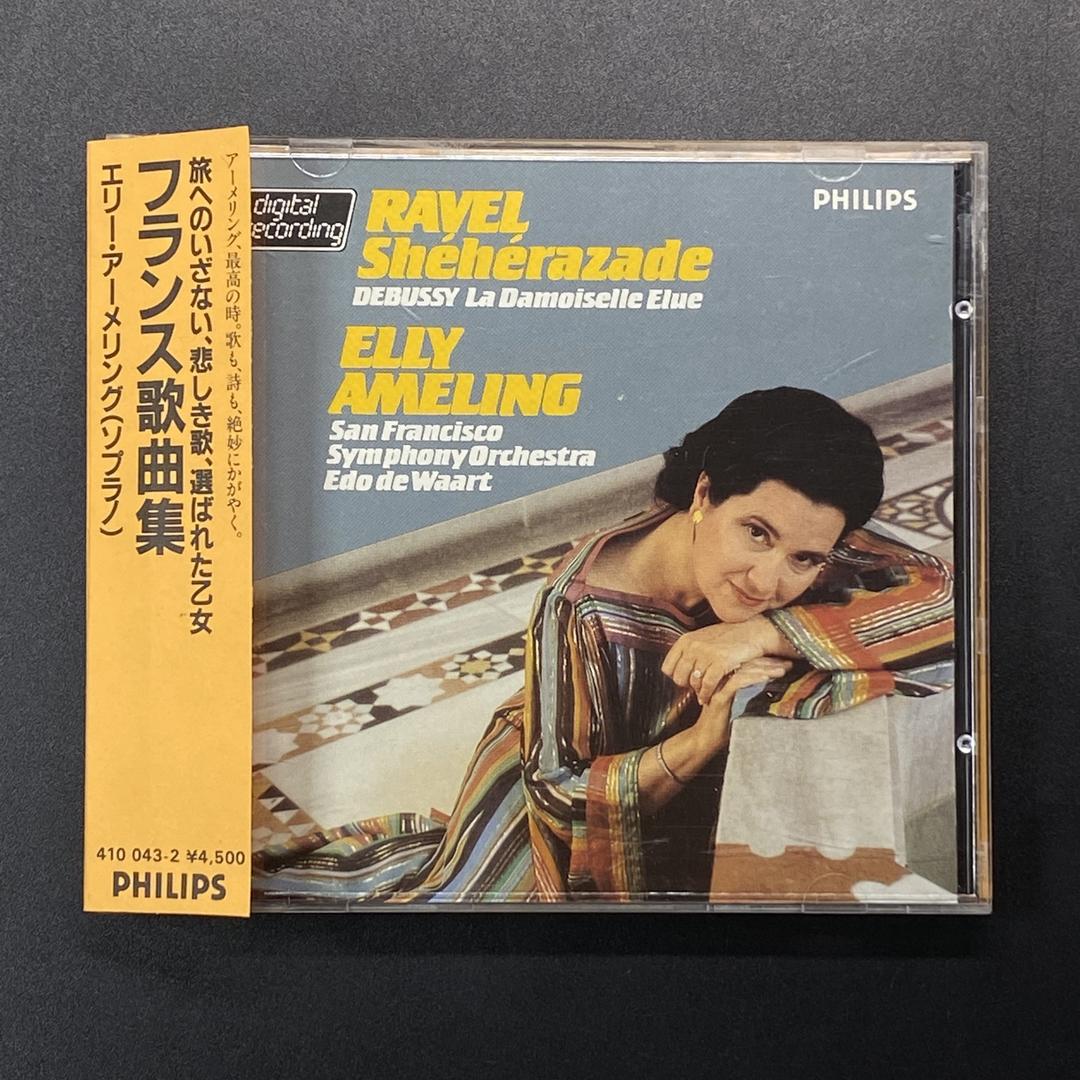 アーメリング、最高の時。歌も、詩も、絶妙にかがやく。
旅へのいざない、悲しき歌、選ばれた乙女
フランス歌曲集
エリー・アーメリング(ソプラノ)
410 043-2 ¥4,500
PHILIPS
digital
recording
RAVEL
Shéhérazade
DEBUSSY La Damoiselle Elue
ELLY
AMELING
San Francisco
Symphony Orchestra
Edo de Waart
PHILIPS